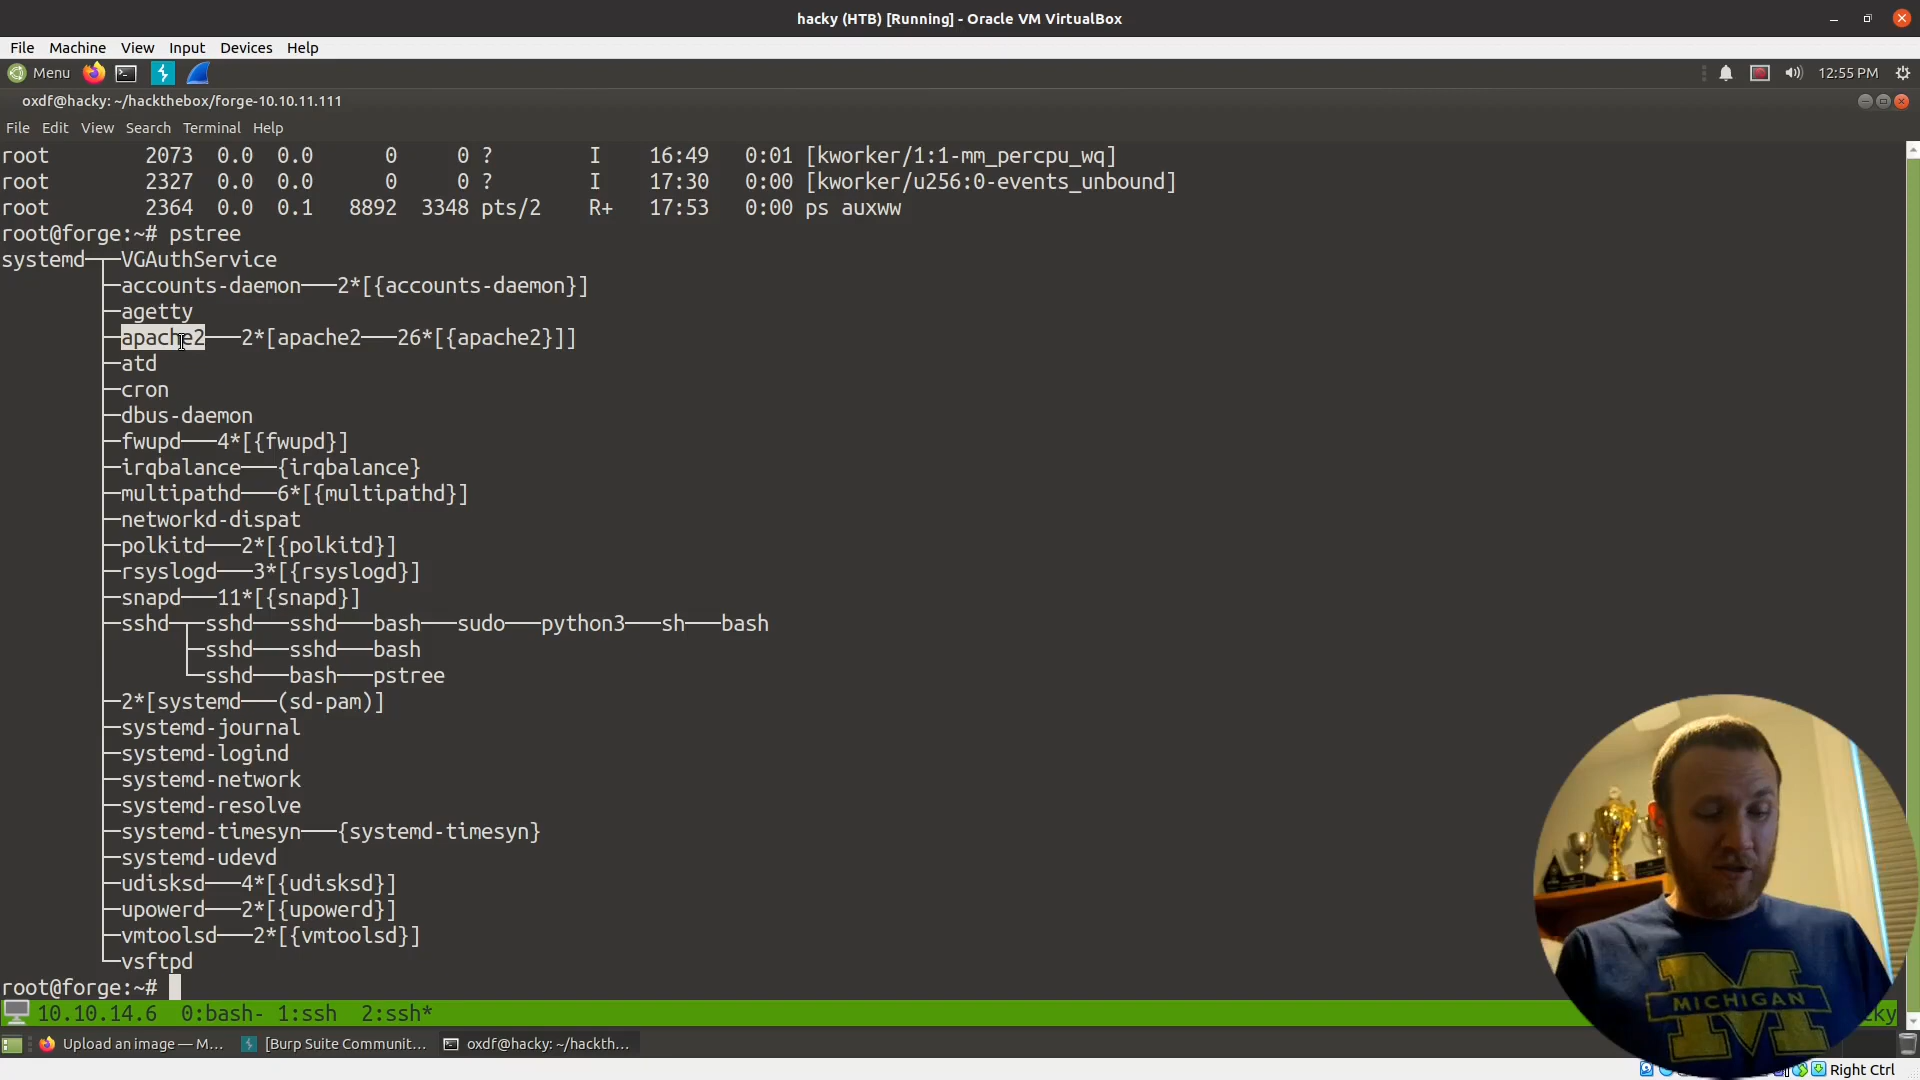 hacky (HTB) [Running] - Oracle VM VirtualBox
File Machine View Input Devices Help
Menu 12:55 PM
oxdf@hacky: ~/hackthebox/forge-10.10.11.111
File Edit View Search Terminal Help
root 2073 0.0 0.0 0 0 ? I 16:49 0:01 [kworker/1:1-mm_percpu_wq]
root 2327 0.0 0.0 0 0 ? I 17:30 0:00 [kworker/u256:0-events_unbound]
root 2364 0.0 0.1 8892 3348 pts/2 R+ 17:53 0:00 ps auxww
root@forge:~# pstree
systemd─┬─VGAuthService
├─accounts-daemon───2*[{accounts-daemon}]
├─agetty
├─apache2───2*[apache2───26*[{apache2}]]
├─atd
├─cron
├─dbus-daemon
├─fwupd───4*[{fwupd}]
├─irqbalance───{irqbalance}
├─multipathd───6*[{multipathd}]
├─networkd-dispat
├─polkitd───2*[{polkitd}]
├─rsyslogd───3*[{rsyslogd}]
├─snapd───11*[{snapd}]
├─sshd─┬─sshd───sshd───bash───sudo───python3───sh───bash
├─sshd───sshd───bash
└─sshd───bash───pstree
├─2*[systemd───(sd-pam)]
├─systemd-journal
├─systemd-logind
├─systemd-network
├─systemd-resolve
├─systemd-timesyn───{systemd-timesyn}
├─systemd-udevd
├─udisksd───4*[{udisksd}]
├─upowerd───2*[{upowerd}]
├─vmtoolsd───2*[{vmtoolsd}]
└─vsftpd
root@forge:~#
10.10.14.6 0:bash- 1:ssh 2:ssh*
Upload an image — M... [Burp Suite Communit... oxdf@hacky: ~/hackth...
Right Ctrl
M
MICHIGAN